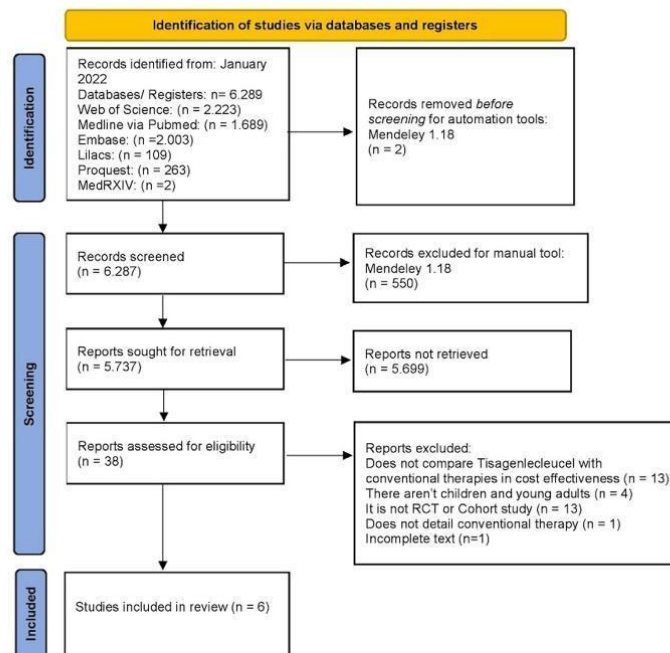 Identification of studies via databases and registers
Identification
Records identified from: January
2022
Databases/ Registers: n= 6.289
Web of Science: (n = 2.223)
Medline via Pubmed: (n = 1.689)
Embase: (n =2.003)
Lilacs: (n = 109)
Proquest: (n = 263)
MedRXIV: (n =2)
Records removed before
screening for automation tools:
Mendeley 1.18
(n = 2)
Screening
Records screened
(n = 6.287)
Records excluded for manual tool:
Mendeley 1.18
(n = 550)
Reports sought for retrieval
(n = 5.737)
Reports not retrieved
(n = 5.699)
Reports assessed for eligibility
(n = 38)
Reports excluded:
Does not compare Tisagenlecleucel with
conventional therapies in cost effectiveness (n = 13)
There aren't children and young adults (n = 4)
It is not RCT or Cohort study (n = 13)
Does not detail conventional therapy (n = 1)
Incomplete text (n=1)
Included
Studies included in review (n = 6)